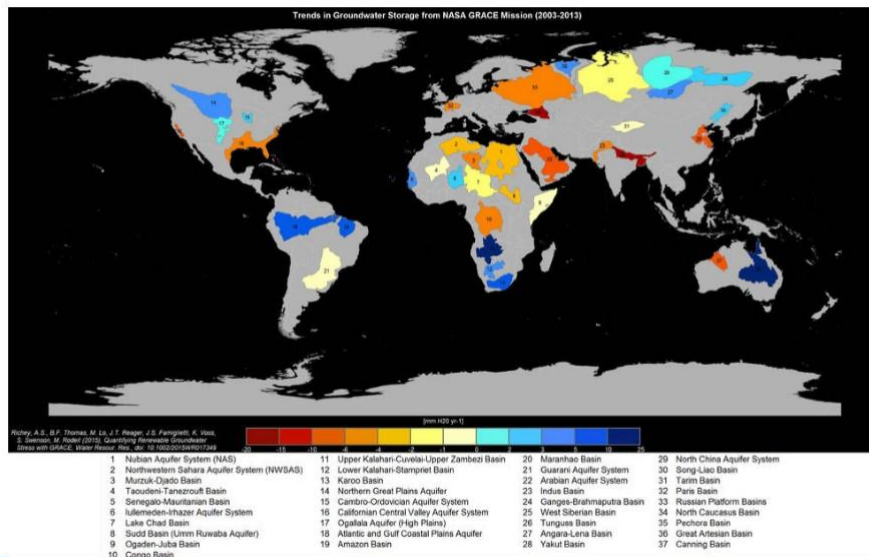 Trends in Groundwater Storage from NASA GRACE Mission (2003-2013)
[mm H20 yr-1]
Richey, A.S., B.F. Thomas, M. Lo, J.T. Reager, J.S. Famiglietti, K. Voss,
S. Swenson, M. Rodell (2015), Quantifying Renewable Groundwater
Stress with GRACE, Water Resour. Res., doi: 10.1002/2015WR017349
-20 -15 -10 -6 -4 -2 -1 0 2 3 5 10 25
1 Nubian Aquifer System (NAS)
2 Northwestern Sahara Aquifer System (NWSAS)
3 Murzuk-Djado Basin
4 Taoudeni-Tanezrouft Basin
5 Senegalo-Mauritanian Basin
6 Iullemeden-Irhazer Aquifer System
7 Lake Chad Basin
8 Sudd Basin (Umm Ruwaba Aquifer)
9 Ogaden-Juba Basin
10 Congo Basin
11 Upper Kalahari-Cuvelai-Upper Zambezi Basin
12 Lower Kalahari-Stampriet Basin
13 Karoo Basin
14 Northern Great Plains Aquifer
15 Cambro-Ordovician Aquifer System
16 Californian Central Valley Aquifer System
17 Ogallala Aquifer (High Plains)
18 Atlantic and Gulf Coastal Plains Aquifer
19 Amazon Basin
20 Maranhao Basin
21 Guarani Aquifer System
22 Arabian Aquifer System
23 Indus Basin
24 Ganges-Brahmaputra Basin
25 West Siberian Basin
26 Tunguss Basin
27 Angara-Lena Basin
28 Yakut Basin
29 North China Aquifer System
30 Song-Liao Basin
31 Tarim Basin
32 Paris Basin
33 Russian Platform Basins
34 North Caucasus Basin
35 Pechora Basin
36 Great Artesian Basin
37 Canning Basin